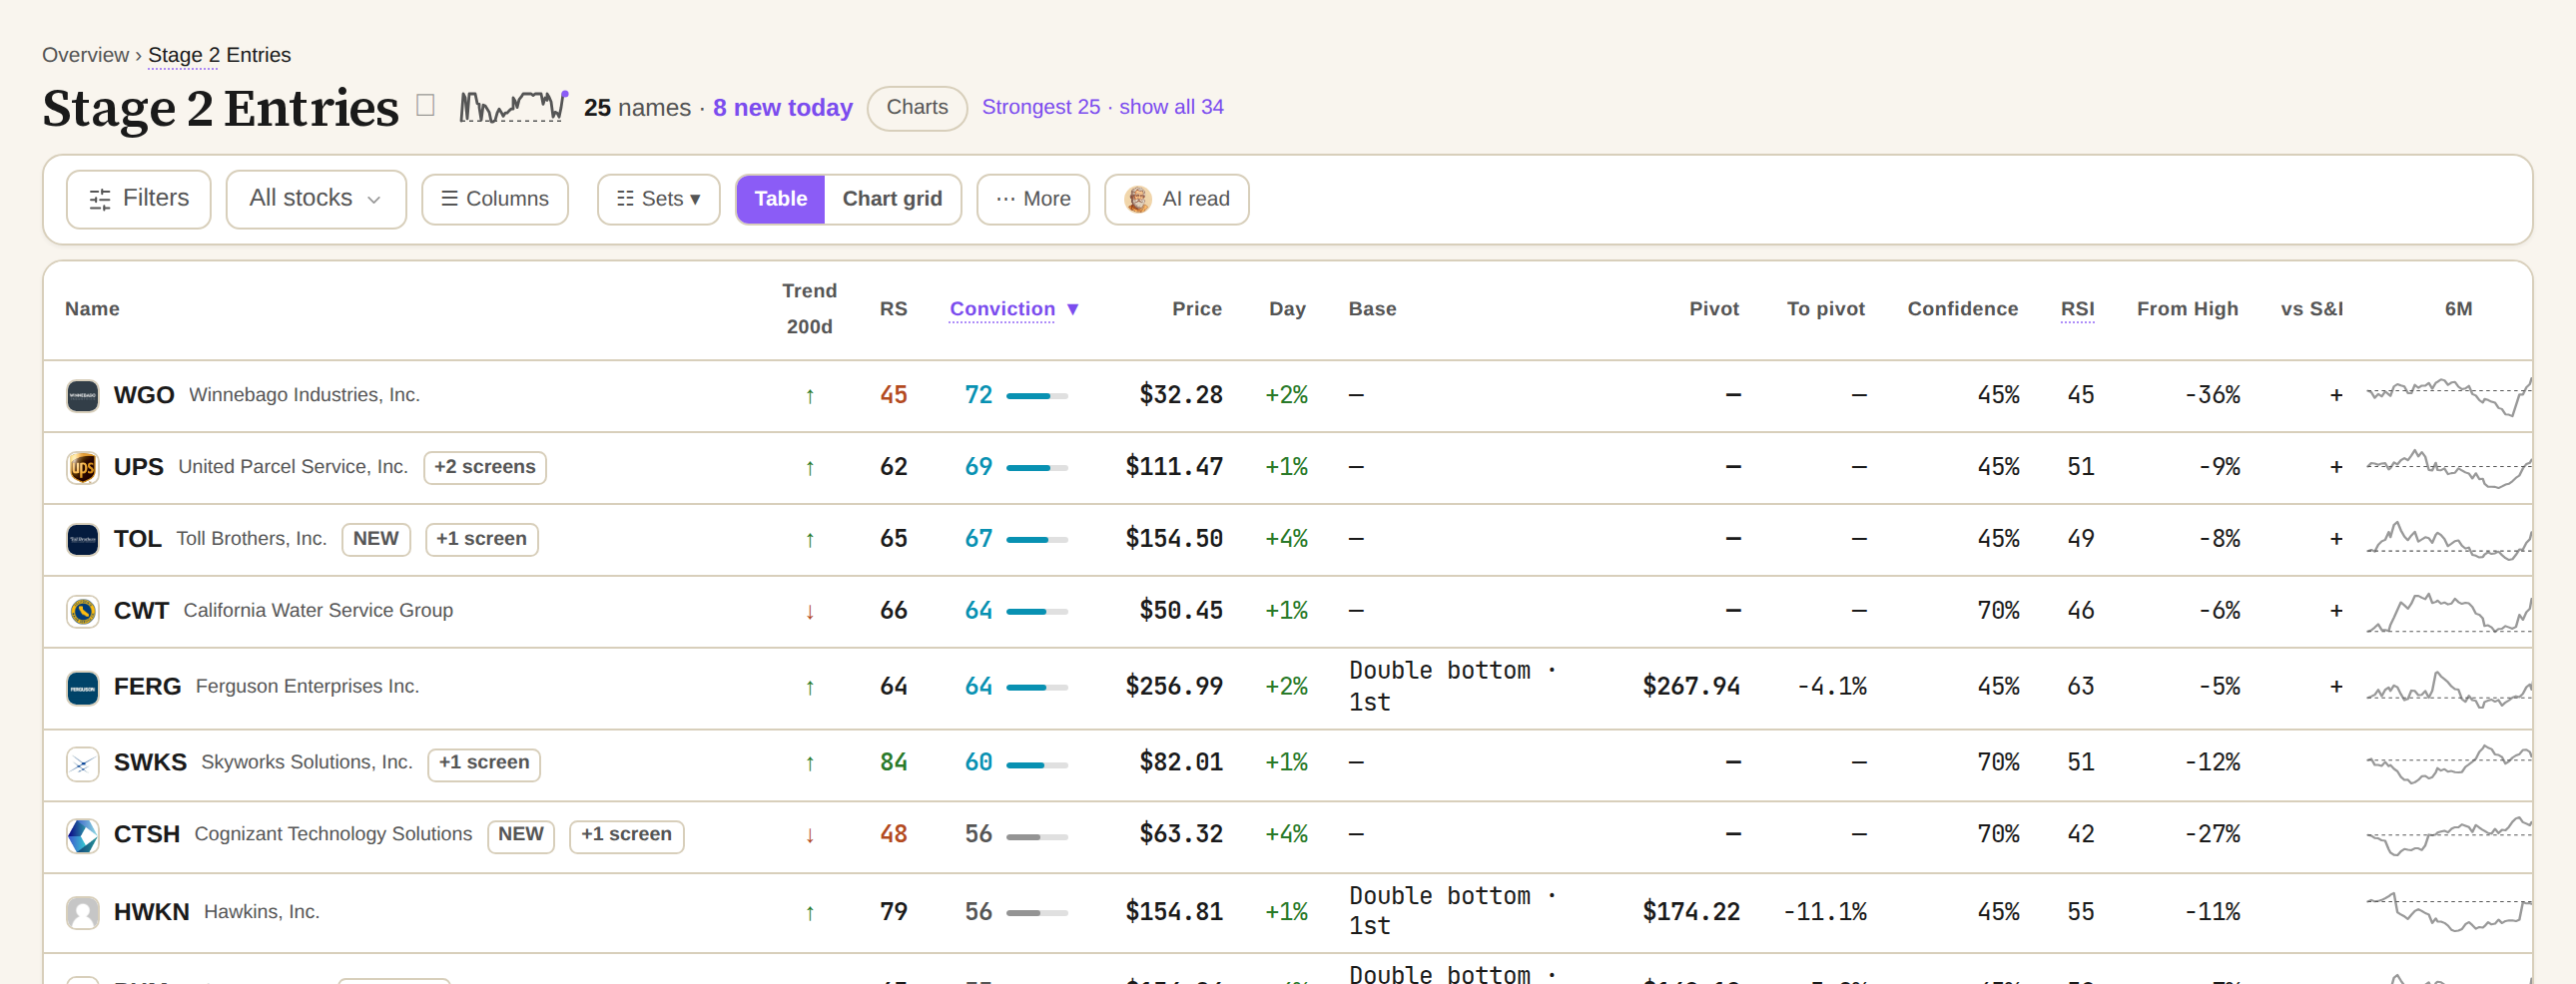 Overview › Stage 2 Entries
Stage 2 Entries 25 names · 8 new today Charts Strongest 25 · show all 34
Filters All stocks Columns Sets ▾ Table Chart grid ⋯ More AI read
Name Trend 200d RS Conviction ▼ Price Day Base Pivot To pivot Confidence RSI From High vs S&I 6M
WGO Winnebago Industries, Inc. ↑ 45 72 $32.28 +2% — — — 45% 45 -36% +
UPS United Parcel Service, Inc. +2 screens ↑ 62 69 $111.47 +1% — — — 45% 51 -9% +
TOL Toll Brothers, Inc. NEW +1 screen ↑ 65 67 $154.50 +4% — — — 45% 49 -8% +
CWT California Water Service Group ↓ 66 64 $50.45 +1% — — — 70% 46 -6% +
FERG Ferguson Enterprises Inc. ↑ 64 64 $256.99 +2% Double bottom · 1st $267.94 -4.1% 45% 63 -5% +
SWKS Skyworks Solutions, Inc. +1 screen ↑ 84 60 $82.01 +1% — — — 70% 51 -12%
CTSH Cognizant Technology Solutions NEW +1 screen ↓ 48 56 $63.32 +4% — — — 70% 42 -27%
HWKN Hawkins, Inc. ↑ 79 56 $154.81 +1% Double bottom · 1st $174.22 -11.1% 45% 55 -11%
Double bottom ·